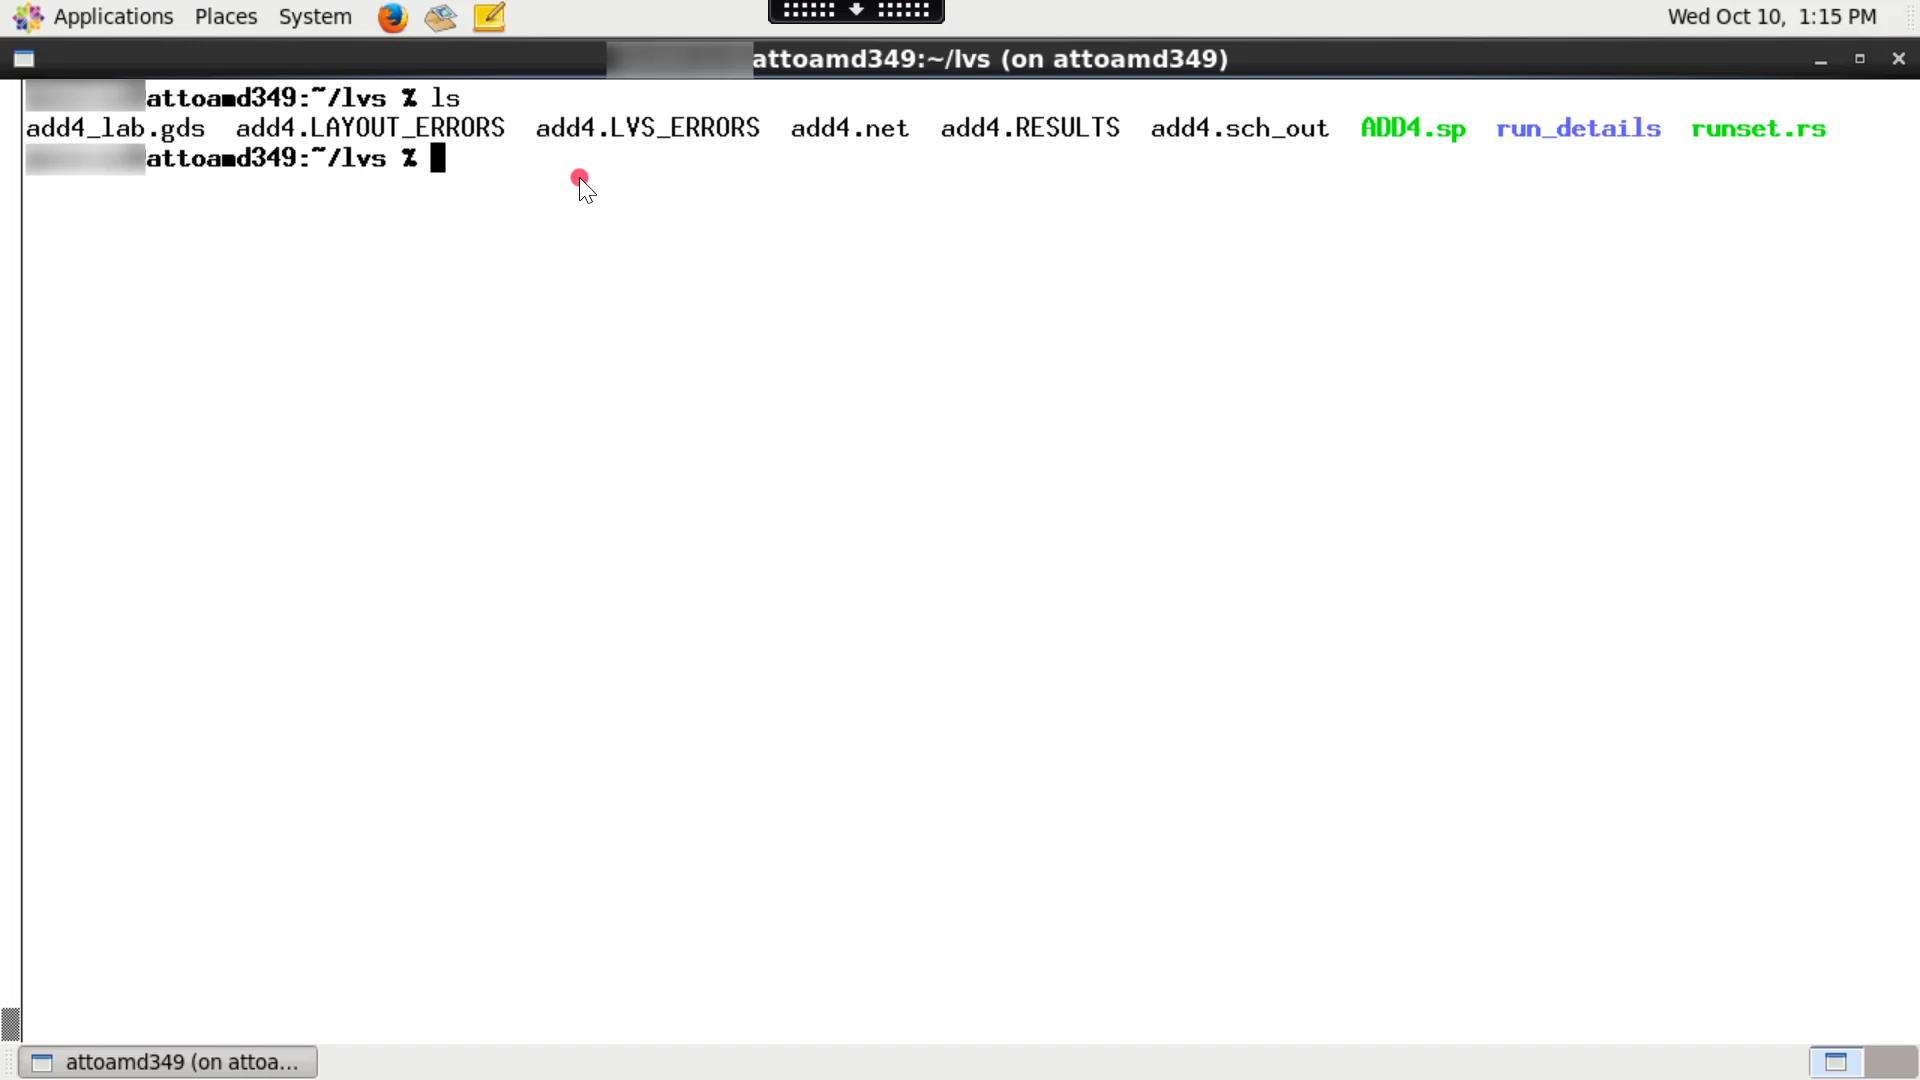 Applications Places System Wed Oct 10, 1:15 PM
attoamd349:~/lvs (on attoamd349)
attoamd349:~/lvs % ls
add4_lab.gds add4.LAYOUT_ERRORS add4.LVS_ERRORS add4.net add4.RESULTS add4.sch_out ADD4.sp run_details runset.rs
attoamd349:~/lvs %
attoamd349 (on attoa...